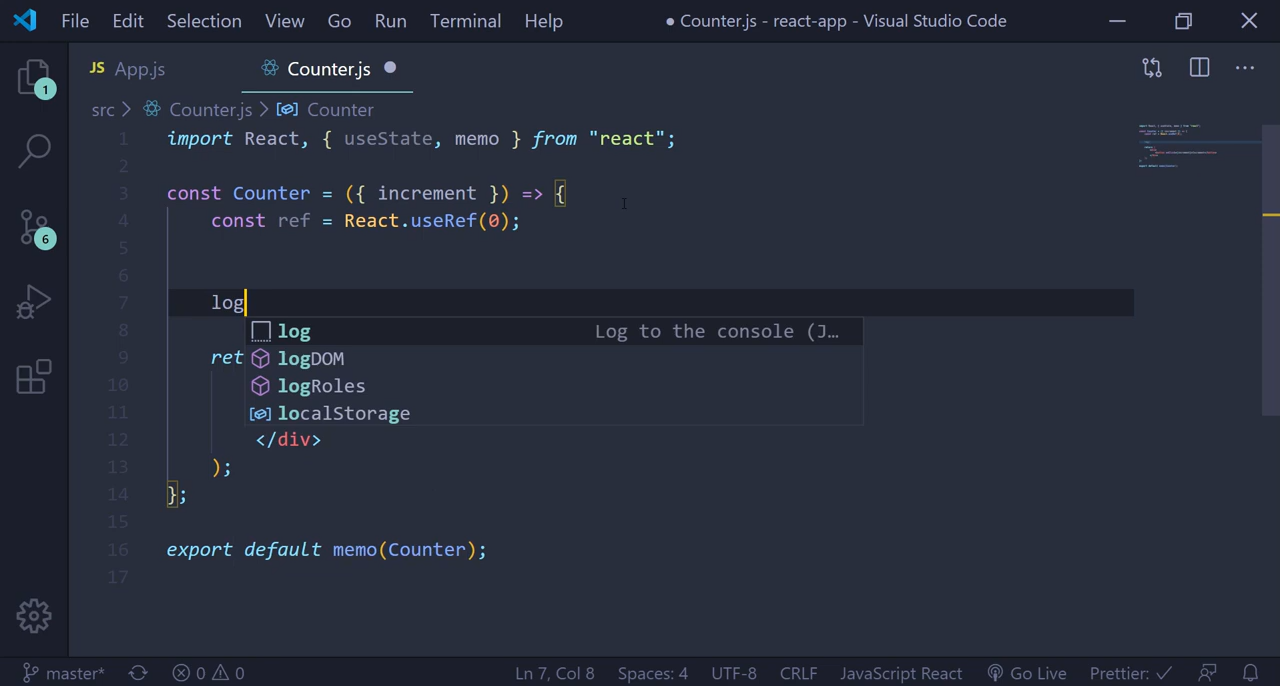 File Edit Selection View Go Run Terminal Help ● Counter.js - react-app - Visual Studio Code
JS App.js Counter.js
src > Counter.js > Counter
1 import React, { useState, memo } from "react";
2
3 const Counter = ({ increment }) => {
4 const ref = React.useRef(0);
5
6
7 log
8 log Log to the console (J…
9 ret logDOM
10 logRoles
11 localStorage
12 </div>
13 );
14 };
15
16 export default memo(Counter);
17
1
6
master* 0 0 Ln 7, Col 8 Spaces: 4 UTF-8 CRLF JavaScript React Go Live Prettier: ✓